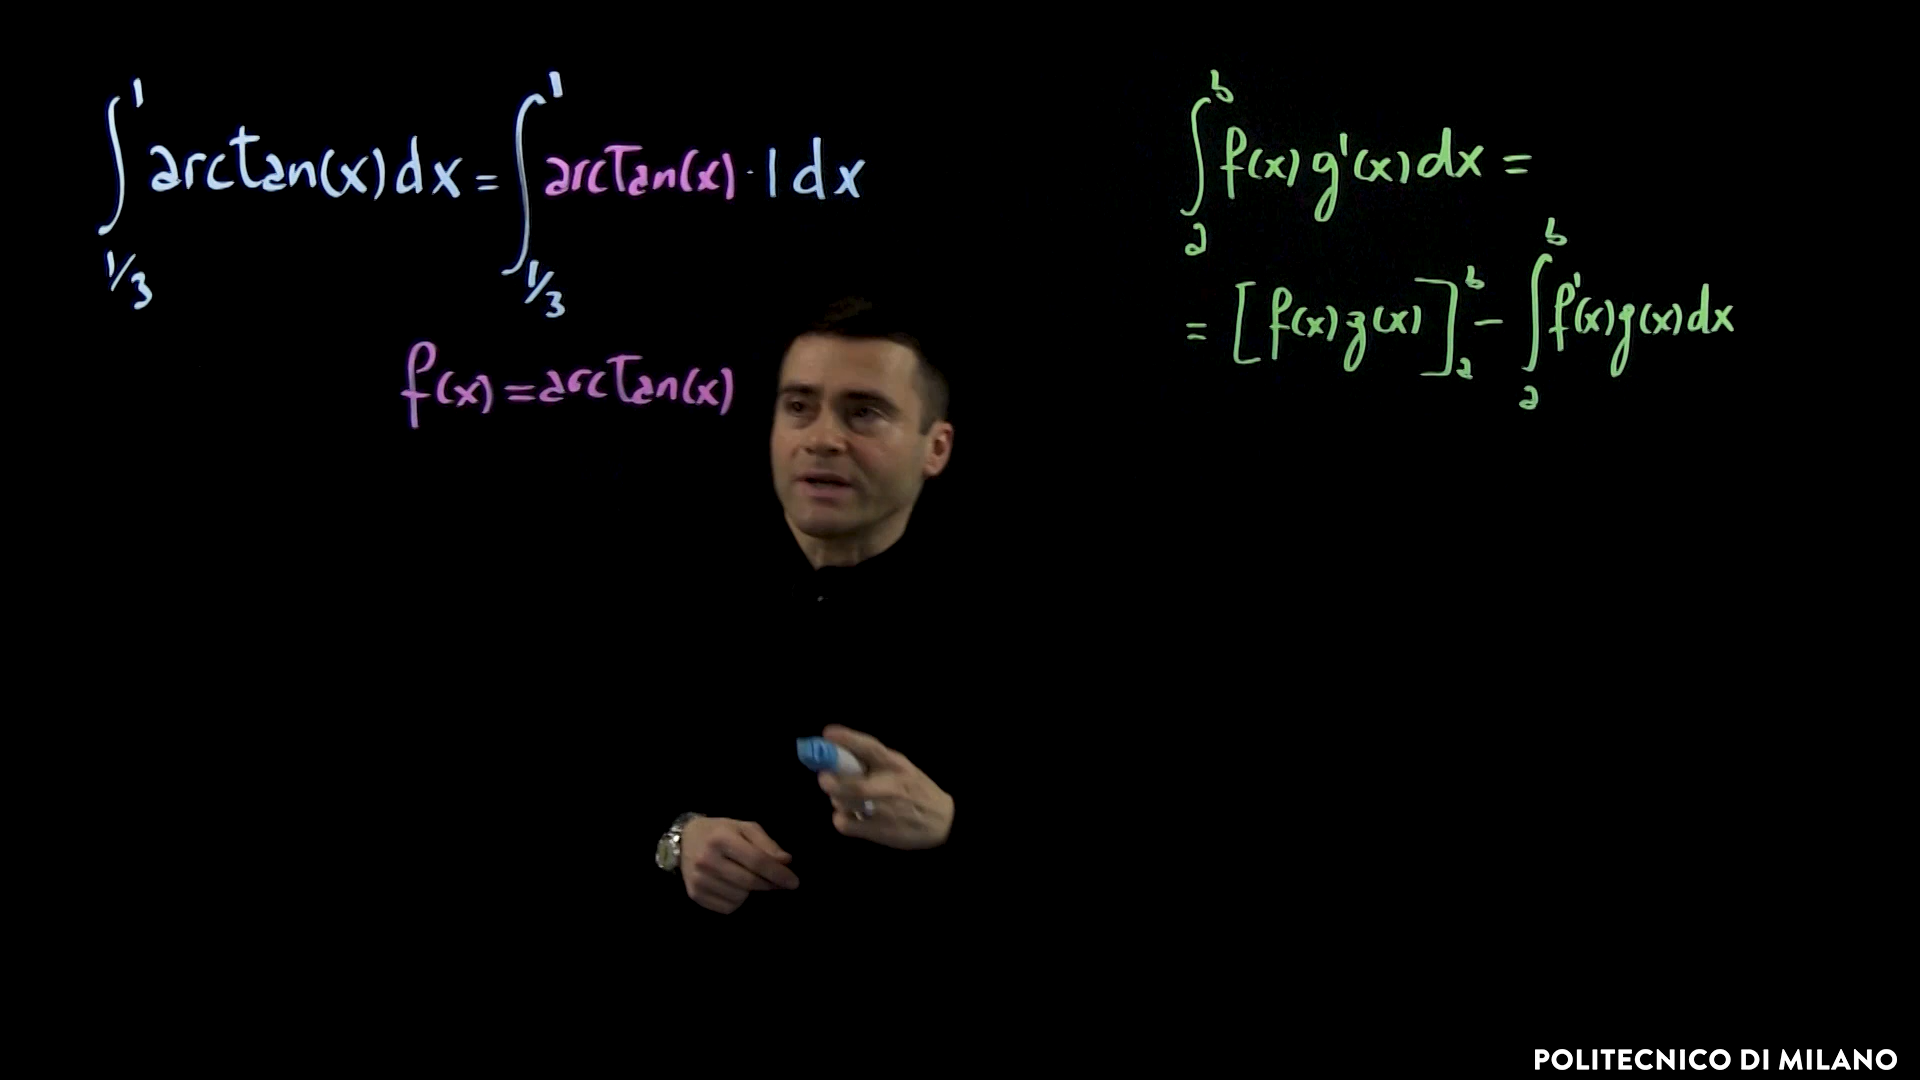 ∫_{1/3}^{1} arctan(x) dx = ∫_{1/3}^{1} arctan(x) · 1 dx
f(x) = arctan(x)
∫_a^b f(x) g'(x) dx =
= [f(x) g(x)]_a^b - ∫_a^b f'(x) g(x) dx
POLITECNICO DI MILANO